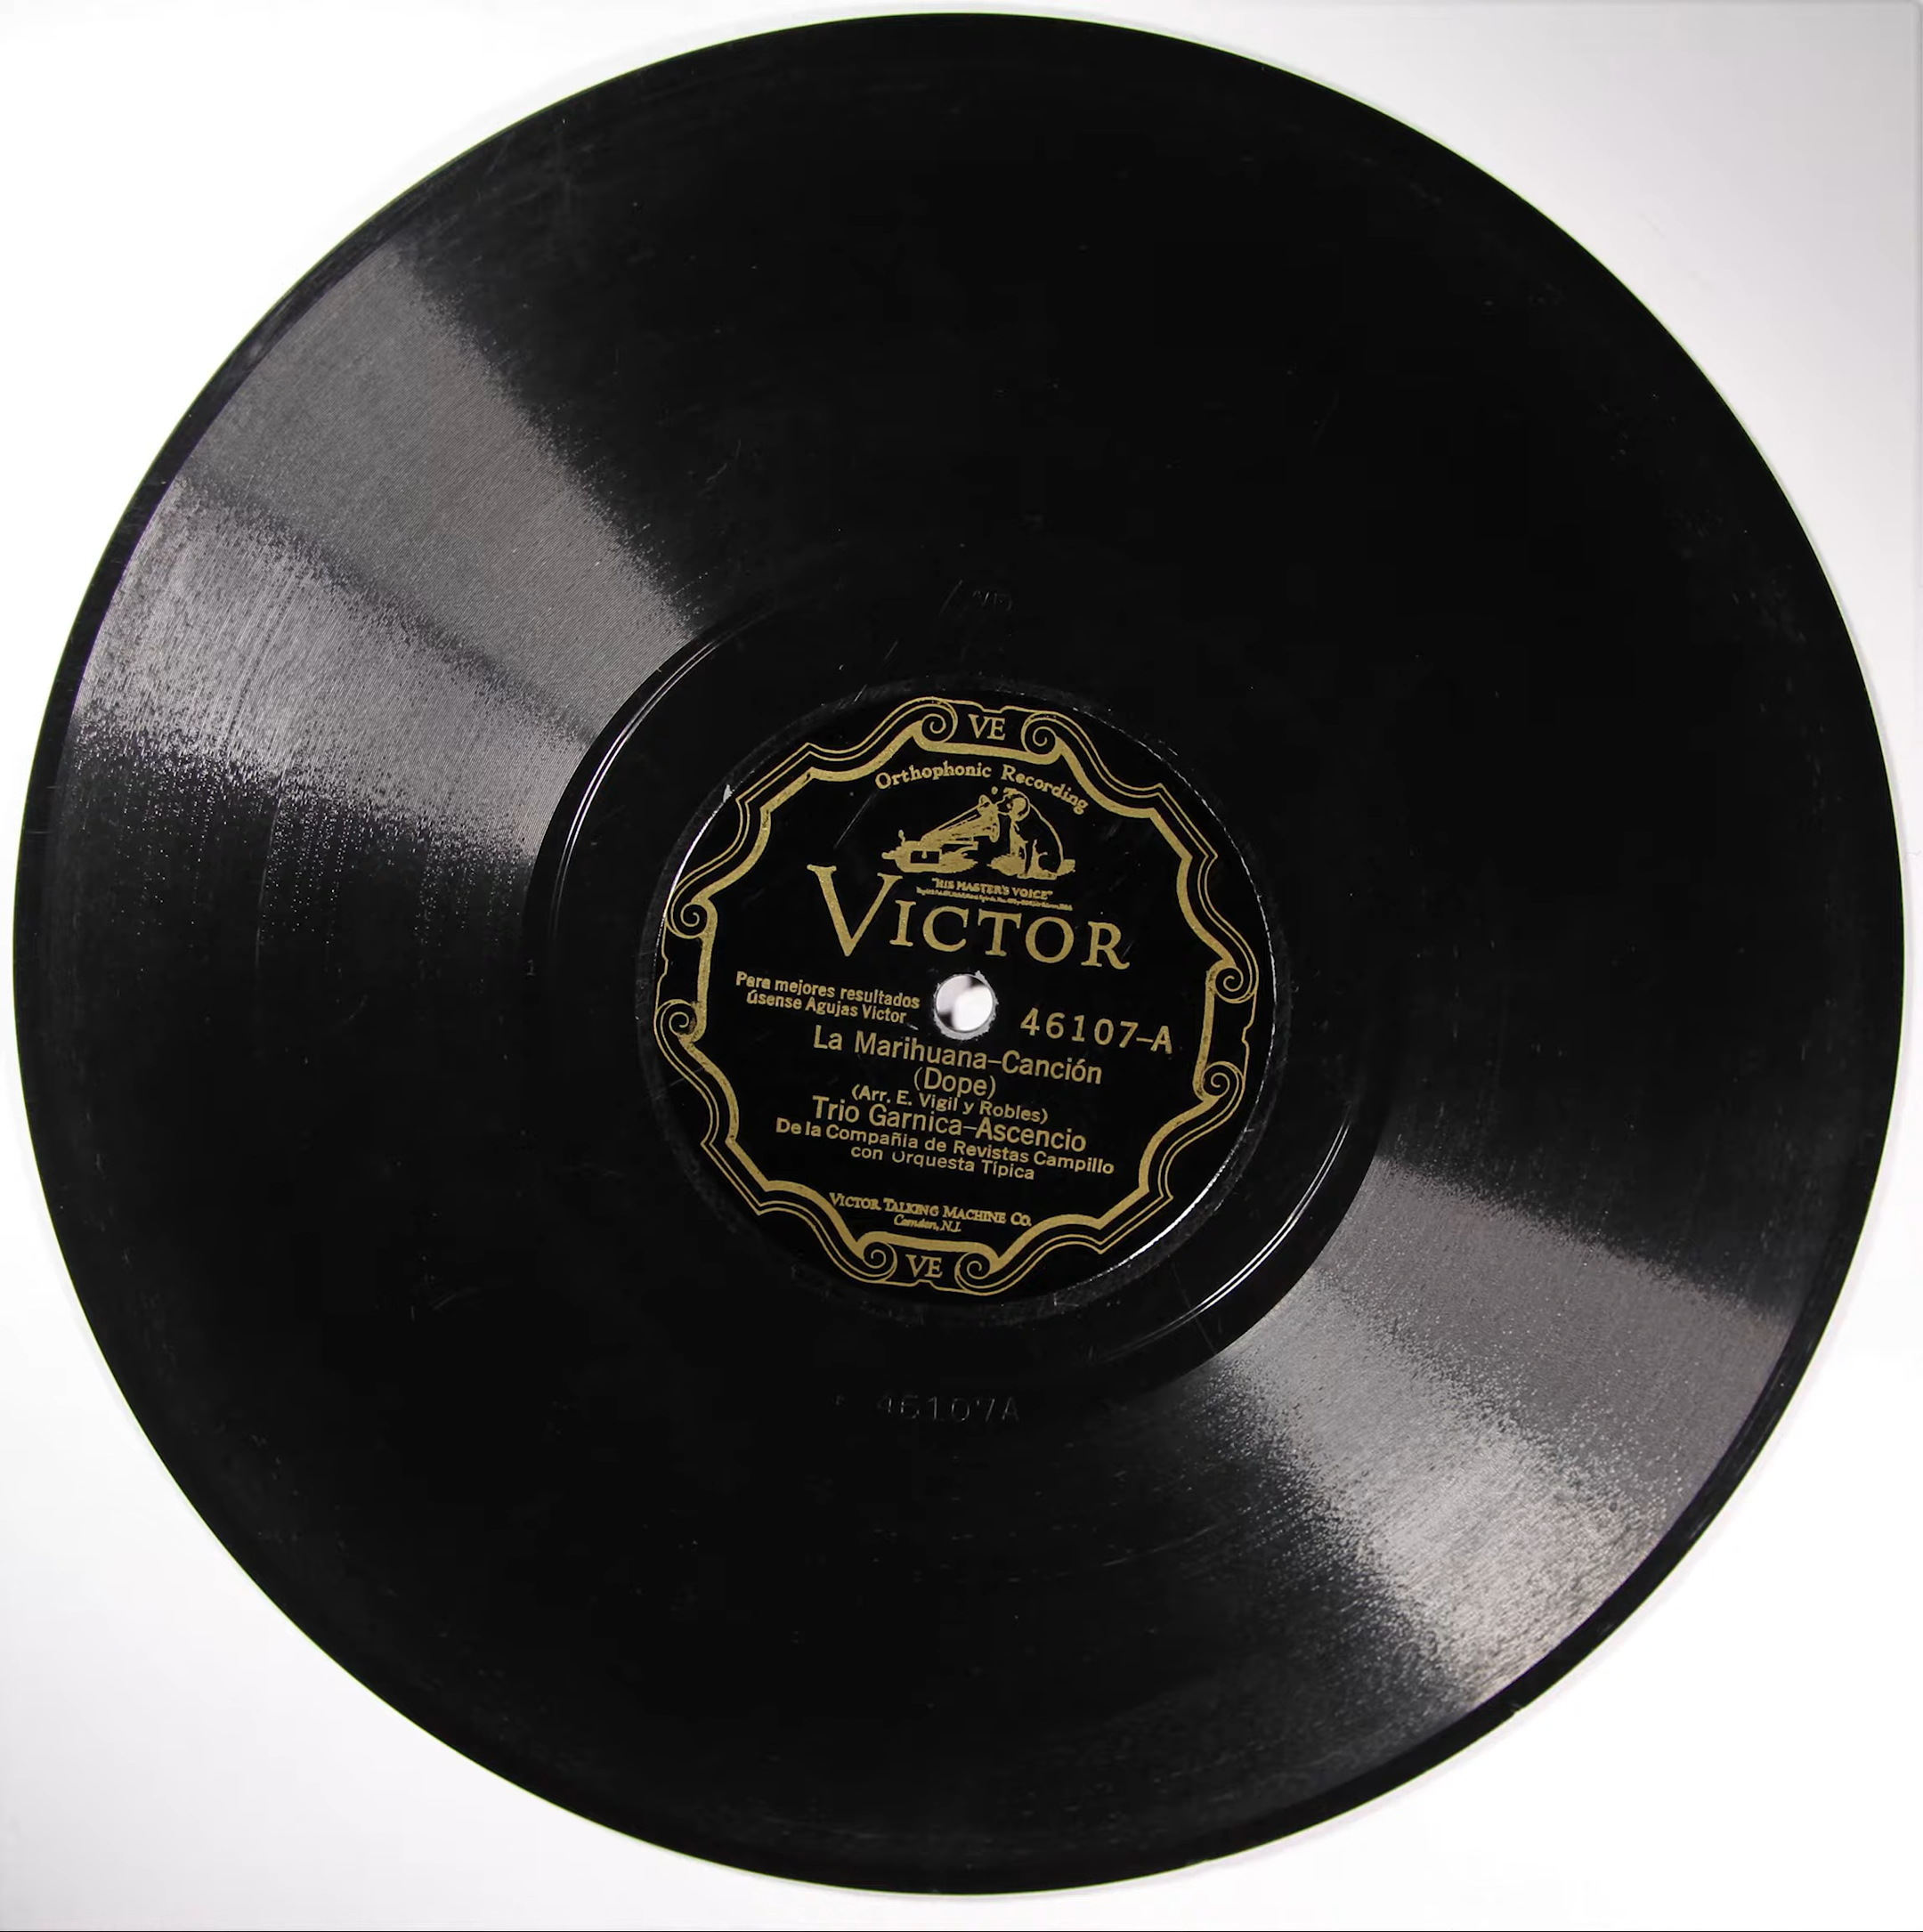 VE
VE
Orthophonic Recording
"HIS MASTER'S VOICE"
VICTOR
Para mejores resultados
úsense Agujas Victor
46107-A
La Marihuana-Canción
(Dope)
(Arr. E. Vigil y Robles)
Trio Garnica-Ascencio
De la Compañia de Revistas Campillo
con Orquesta Típica
VICTOR TALKING MACHINE CO.
Camden, N.J.
VE
46107A